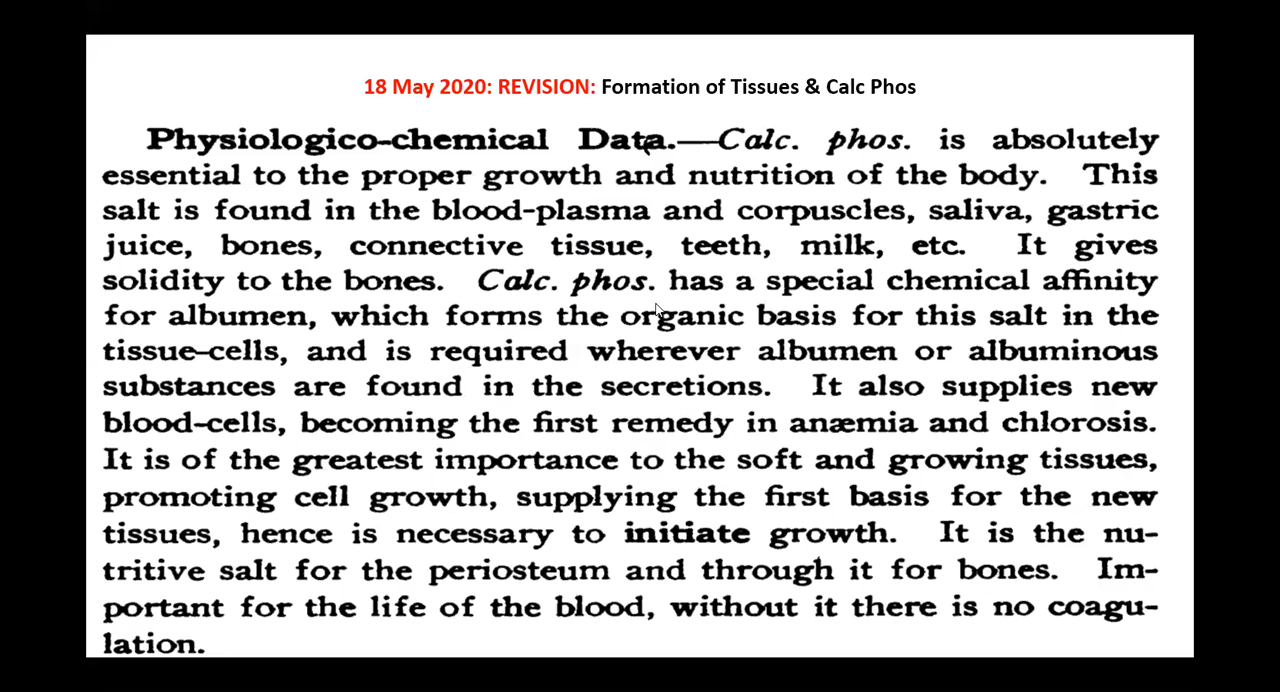 18 May 2020: REVISION: Formation of Tissues & Calc Phos
Physiologico-chemical Data.—Calc. phos. is absolutely
essential to the proper growth and nutrition of the body. This
salt is found in the blood-plasma and corpuscles, saliva, gastric
juice, bones, connective tissue, teeth, milk, etc. It gives
solidity to the bones. Calc. phos. has a special chemical affinity
for albumen, which forms the organic basis for this salt in the
tissue-cells, and is required wherever albumen or albuminous
substances are found in the secretions. It also supplies new
blood-cells, becoming the first remedy in anæmia and chlorosis.
It is of the greatest importance to the soft and growing tissues,
promoting cell growth, supplying the first basis for the new
tissues, hence is necessary to initiate growth. It is the nu-
tritive salt for the periosteum and through it for bones. Im-
portant for the life of the blood, without it there is no coagu-
lation.